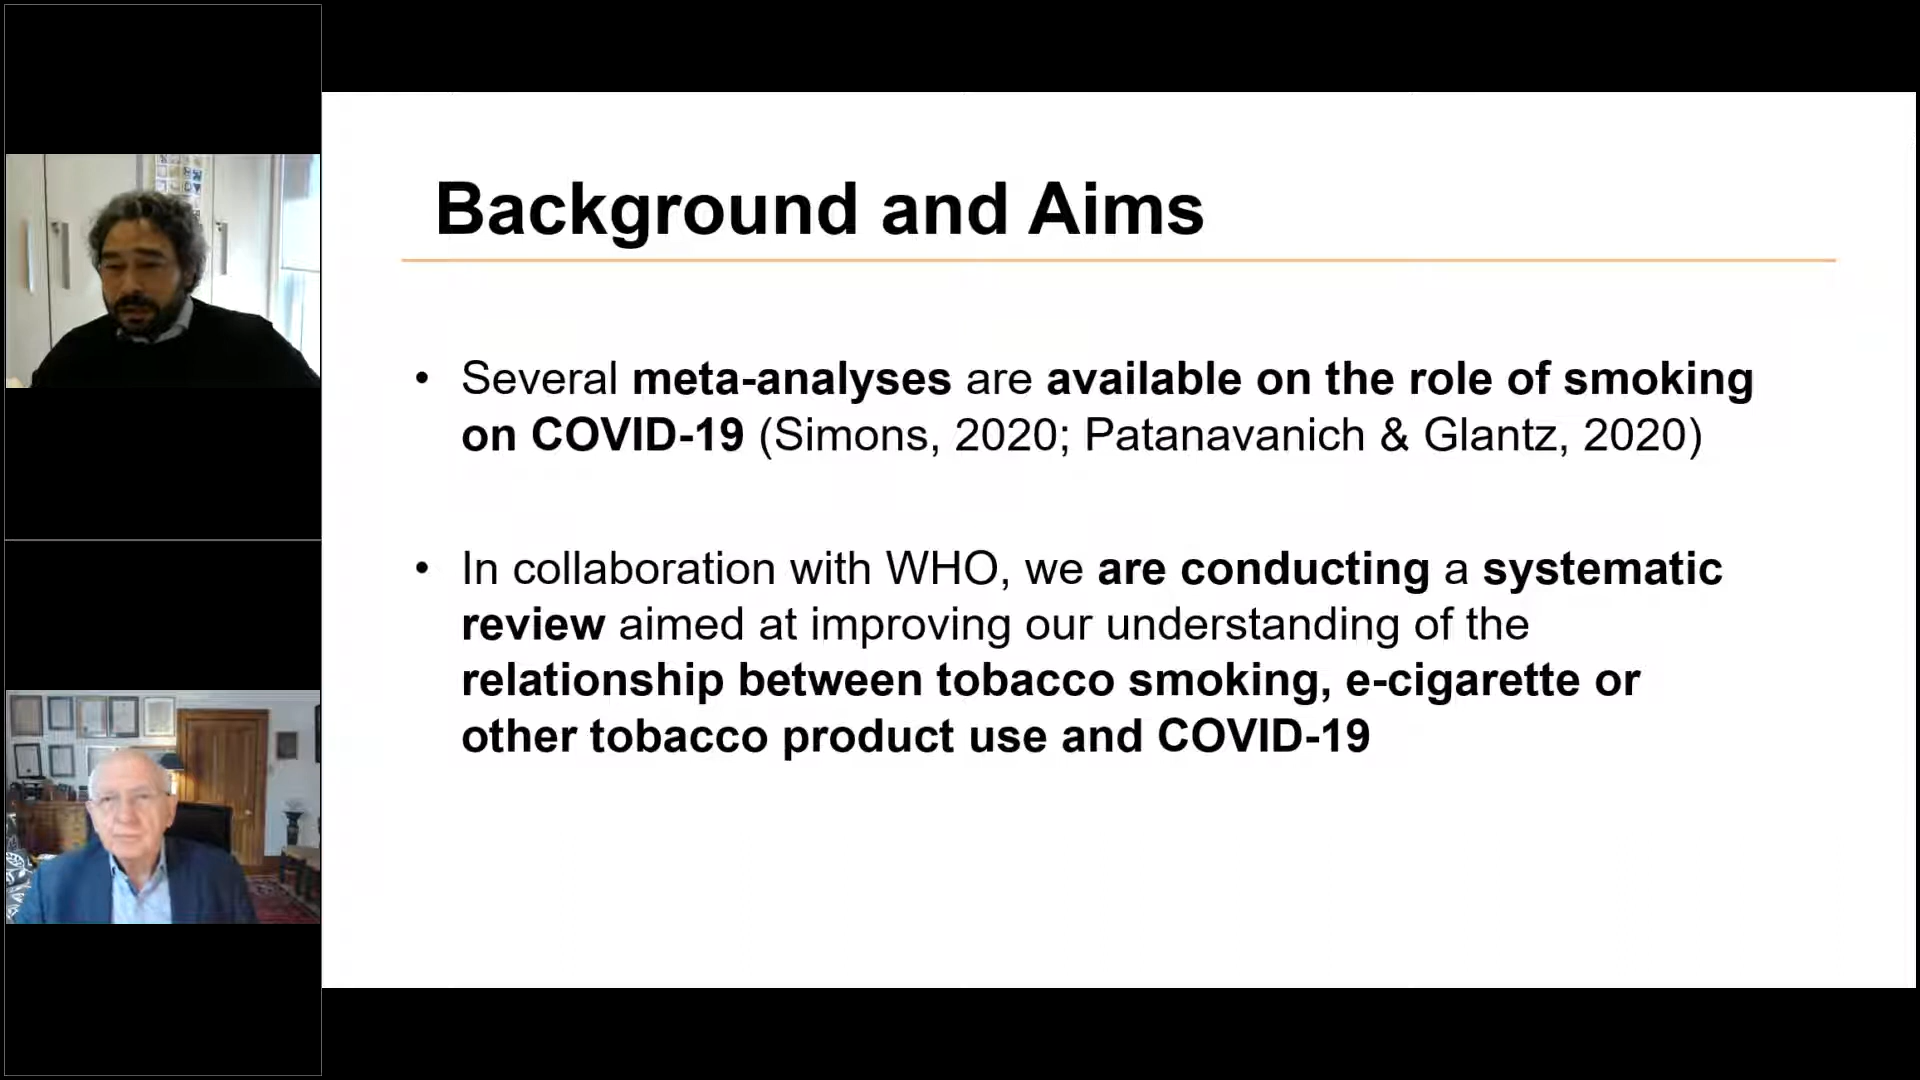 Background and Aims
• Several meta-analyses are available on the role of smoking
on COVID-19 (Simons, 2020; Patanavanich & Glantz, 2020)
• In collaboration with WHO, we are conducting a systematic
review aimed at improving our understanding of the
relationship between tobacco smoking, e-cigarette or
other tobacco product use and COVID-19